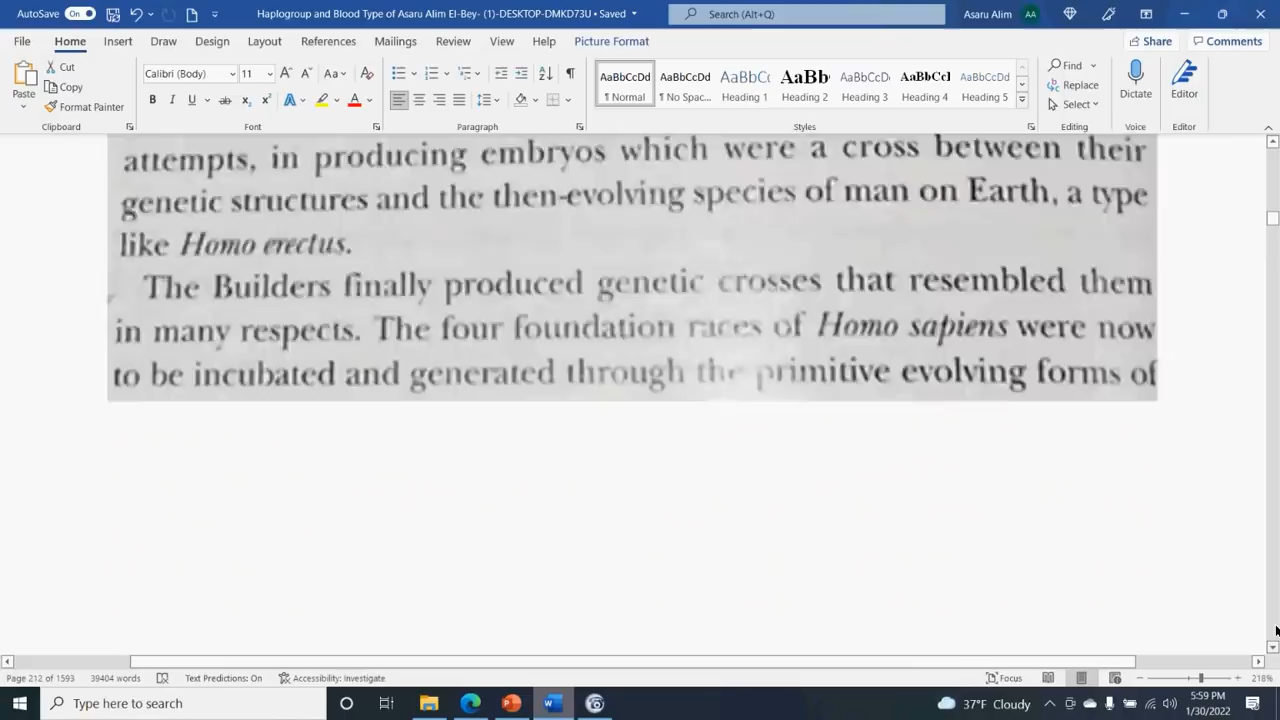 AutoSave On Haplogroup and Blood Type of Asaru Alim El-Bey- (1)-DESKTOP-DMKD73U • Saved Search (Alt+Q) Asaru Alim AA
File Home Insert Draw Design Layout References Mailings Review View Help Picture Format Share Comments
Paste Cut Copy Format Painter Clipboard
Calibri (Body) 11 Font
Paragraph
AaBbCcDd AaBbCcDd AaBbCc AaBb AaBbCcDd AaBbCcI AaBbCcDd
¶ Normal ¶ No Spac... Heading 1 Heading 2 Heading 3 Heading 4 Heading 5
Styles
Find Replace Select Editing
Dictate Voice
Editor Editor
attempts, in producing embryos which were a cross between their
genetic structures and the then-evolving species of man on Earth, a type
like Homo erectus.
The Builders finally produced genetic crosses that resembled them
in many respects. The four foundation races of Homo sapiens were now
to be incubated and generated through the primitive evolving forms of
Page 212 of 1593 39404 words Text Predictions: On Accessibility: Investigate Focus 218%
Type here to search 37°F Cloudy 5:59 PM
1/30/2022